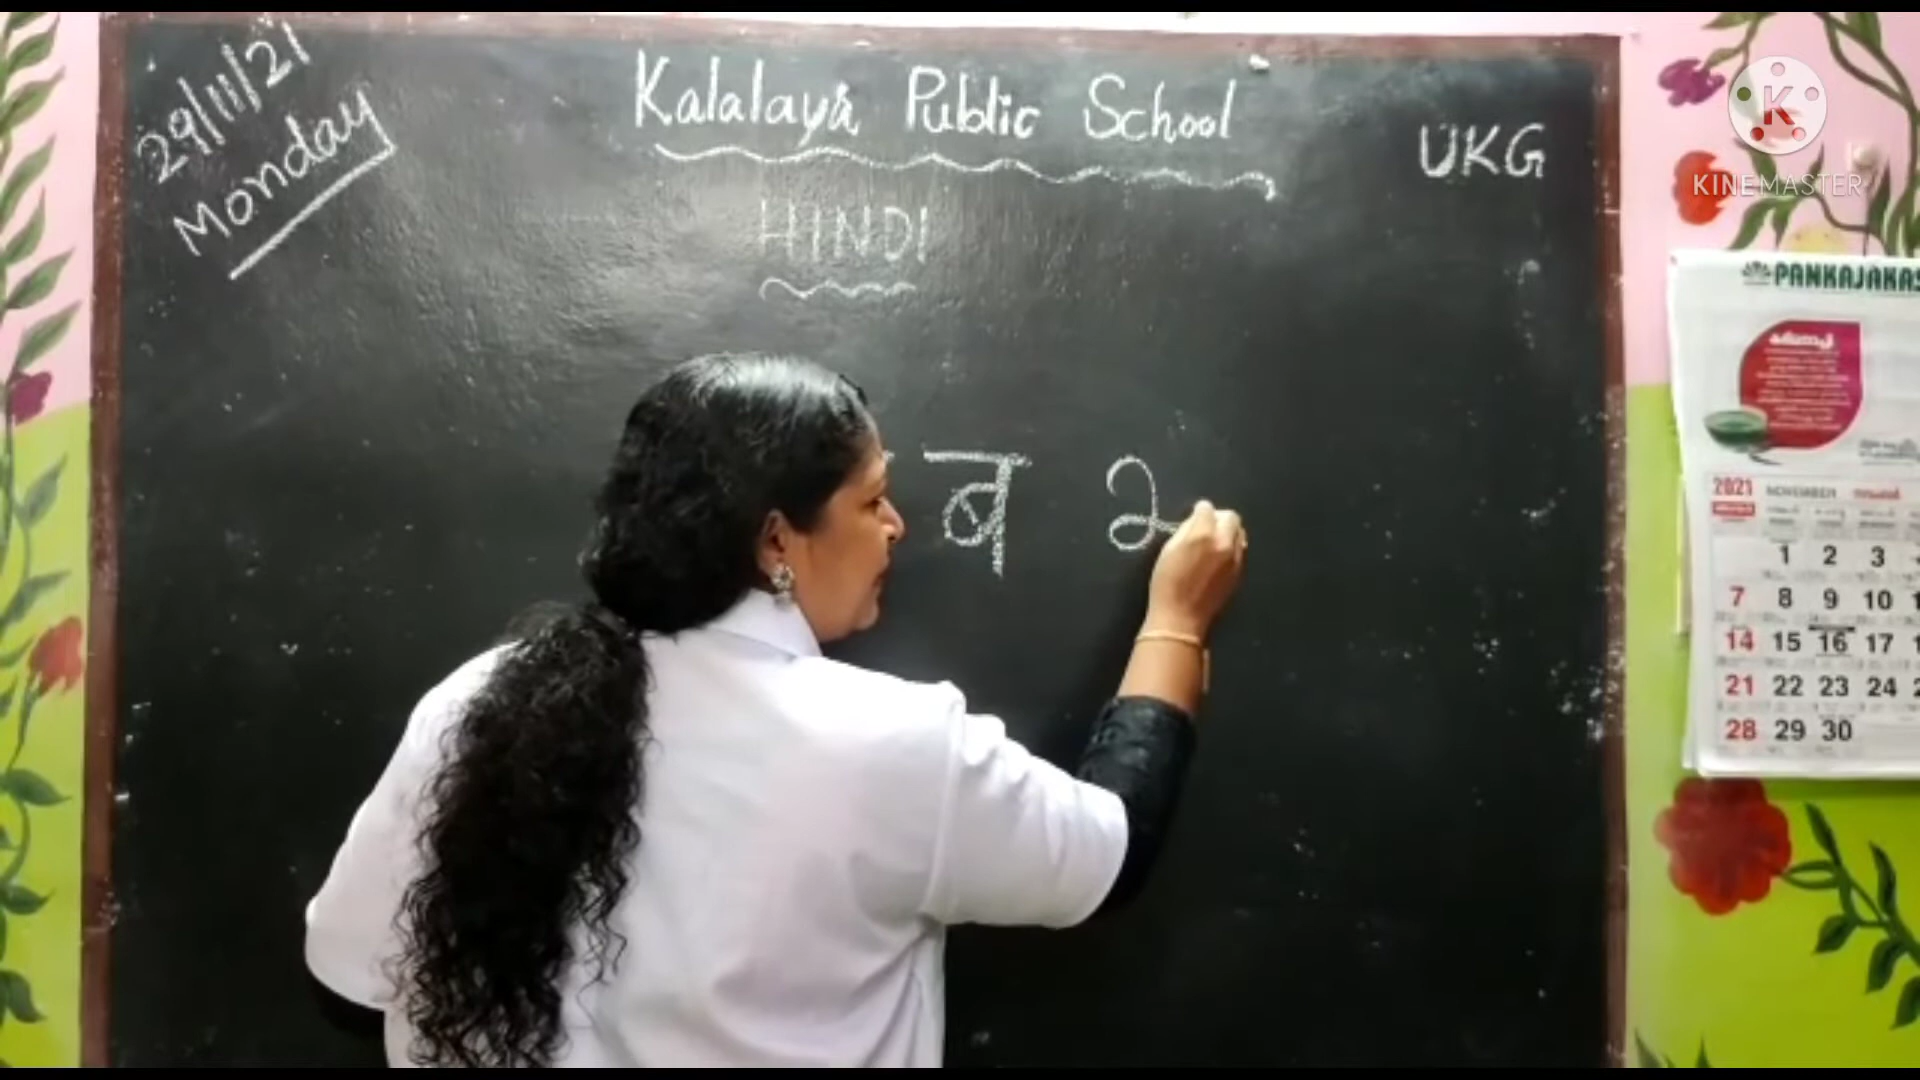 29/11/21
Monday
Kalalaya Public School
UKG
HINDI
ब
KINEMASTER
PANKAJAKAS
2021 NOVEMBER
1 2 3
7 8 9 10
14 15 16 17
21 22 23 24
28 29 30